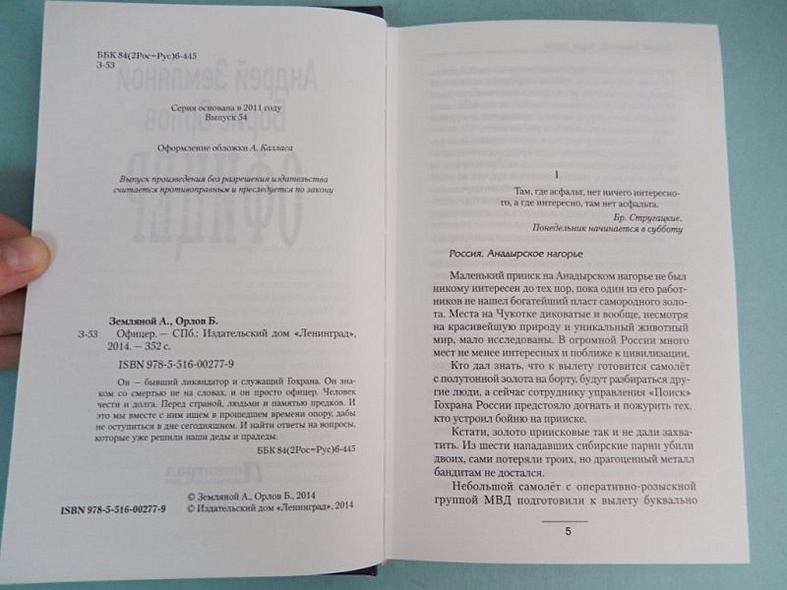 ББК 84(2Рос=Рус)6-445
З-53
Серия основана в 2011 году
Выпуск 54
Оформление обложки А. Калласа
Выпуск произведения без разрешения издательства
считается противоправным и преследуется по закону
Земляной А., Орлов Б.
З-53 Офицер. — СПб.: Издательский дом «Ленинград»,
2014. — 352 с.
ISBN 978-5-516-00277-9
Он — бывший ликвидатор и служащий Гохрана. Он зна-
ком со смертью не на словах, и он просто офицер. Человек
чести и долга. Перед страной, людьми и памятью предков. И
это мы вместе с ним ищем в прошедшем времени опору, дабы
не оступиться в дне сегодняшнем. И найти ответы на вопросы,
которые уже решили наши деды и прадеды.
ББК 84(2Рос=Рус)6-445
© Земляной А., Орлов Б., 2014
ISBN 978-5-516-00277-9 © Издательский дом «Ленинград», 2014
1
Там, где асфальт, нет ничего интересно-
го, а где интересно, там нет асфальта.
Бр. Стругацкие.
Понедельник начинается в субботу
Россия, Анадырское нагорье
Маленький прииск на Анадырском нагорье не был
никому интересен до тех пор, пока один из его работ-
ников не нашел богатейший пласт самородного золо-
та. Места на Чукотке диковатые и вообще, несмотря
на красивейшую природу и уникальный животный
мир, мало исследованы. В огромной России много
мест не менее интересных и поближе к цивилизации.
Кто дал знать, что к вылету готовится самолёт
с полутонной золота на борту, будут разбираться дру-
гие люди, а сейчас сотруднику управления «Поиск»
Гохрана России предстояло догнать и пожурить тех,
кто устроил бойню на прииске.
Кстати, золото приисковые так и не дали захва-
тить. Из шести нападавших сибирские парни убили
двоих, сами потеряли троих, но драгоценный металл
бандитам не достался.
Небольшой самолёт с оперативно-розыскной
группой МВД подготовили к вылету буквально
5